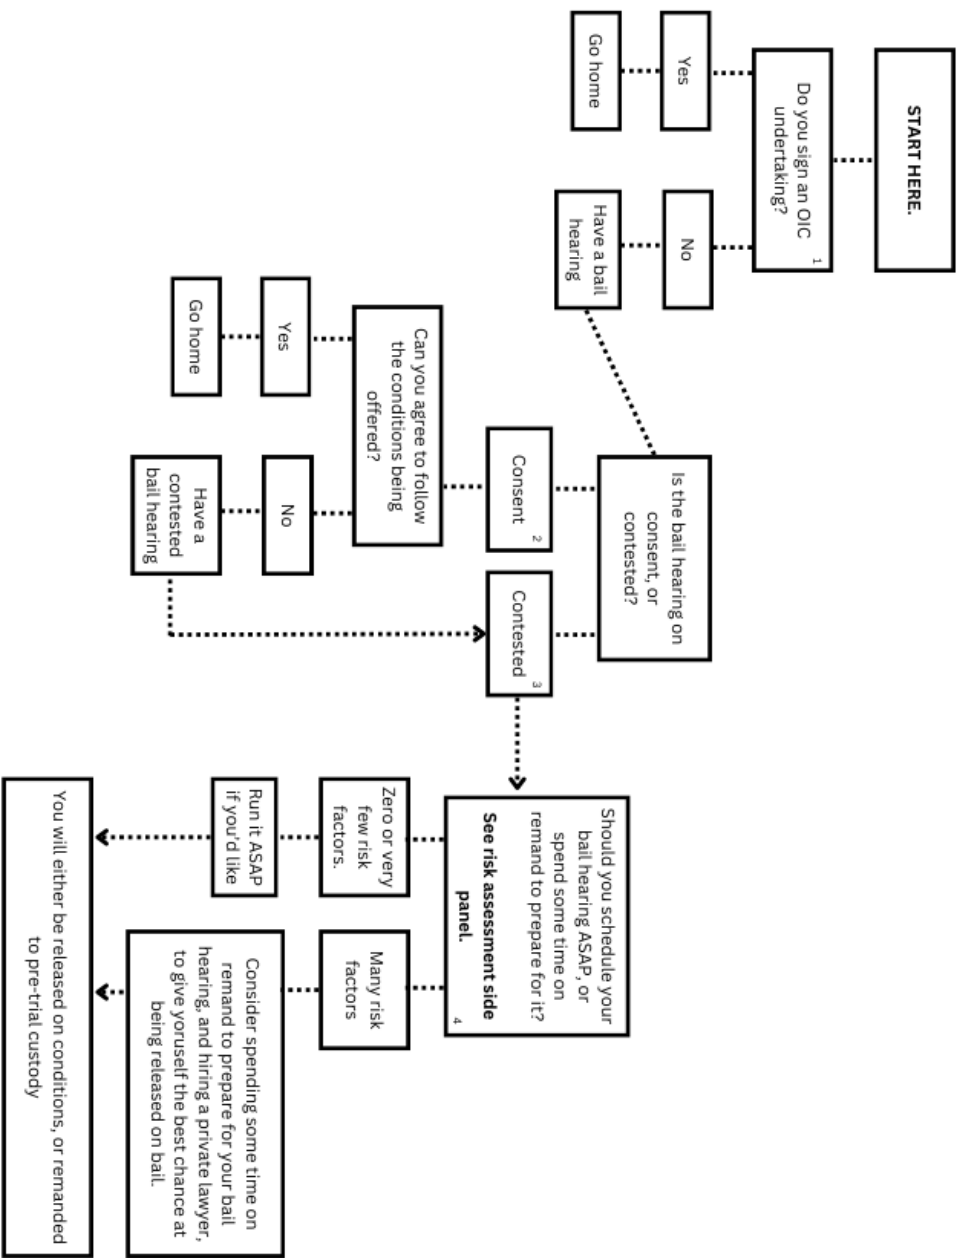 START HERE.
Do you sign an OIC
undertaking?
1
Yes
Go home
No
Have a bail
hearing
Is the bail hearing on
consent, or
contested?
Consent
2
Can you agree to follow
the conditions being
offered?
Yes
Go home
No
Have a
contested
bail hearing
Contested
3
Should you schedule your
bail hearing ASAP, or
spend some time on
remand to prepare for it?
See risk assessment side
panel.
4
Zero or very
few risk
factors.
Run it ASAP
if you'd like
Many risk
factors
Consider spending some time on
remand to prepare for your bail
hearing, and hiring a private lawyer,
to give yoruself the best chance at
being released on bail.
You will either be released on conditions, or remanded
to pre-trial custody